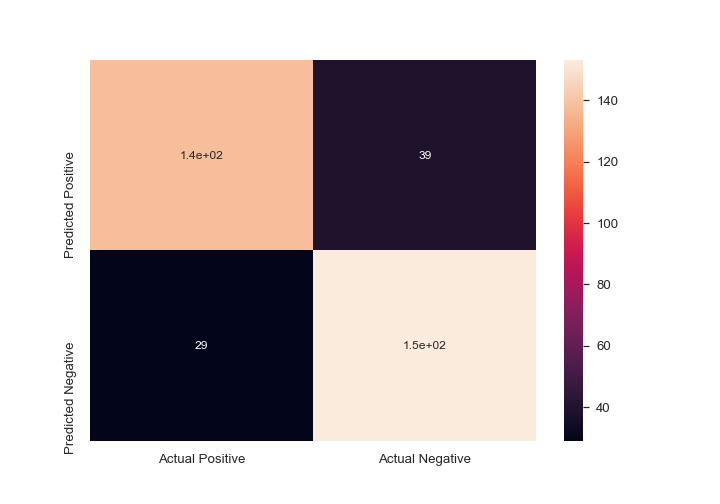 Predicted Positive
1.4e+02
39
Predicted Negative
29
1.5e+02
Actual Positive
Actual Negative
140
120
100
80
60
40